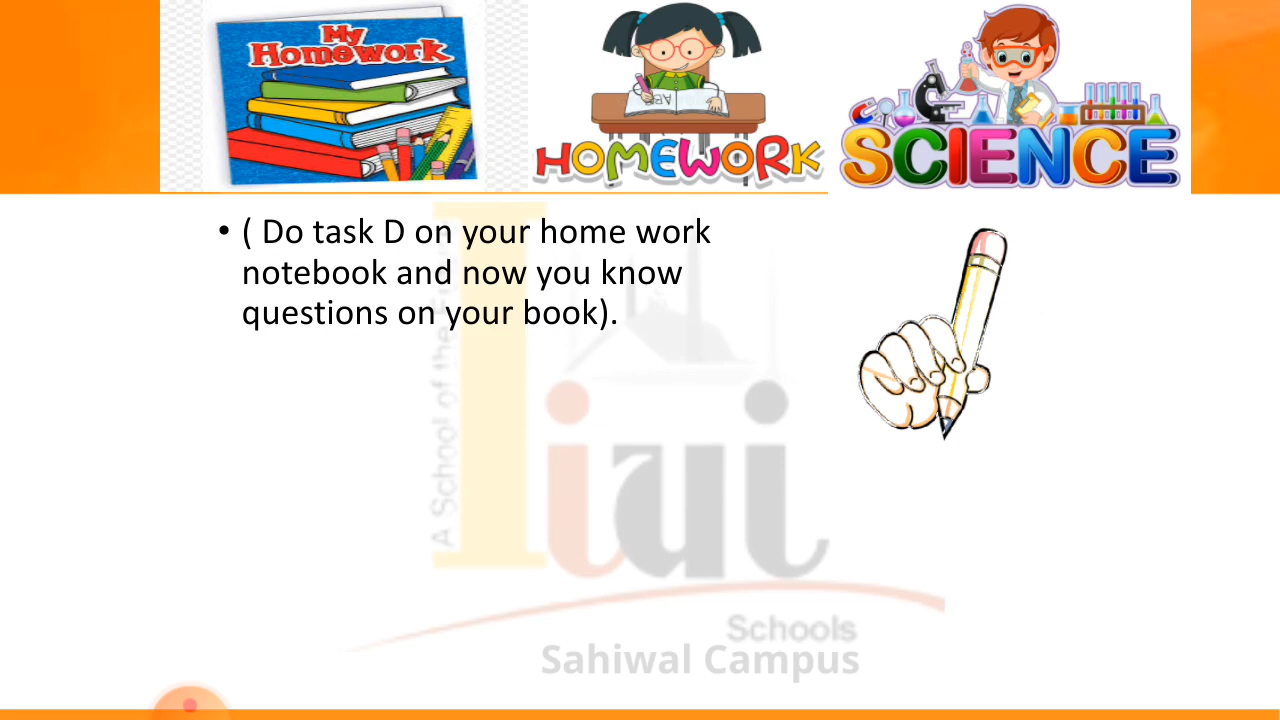 My
Homework
HOMEWORK
SCIENCE
• ( Do task D on your home work
notebook and now you know
questions on your book).
A School of the
Iiui
Schools
Sahiwal Campus